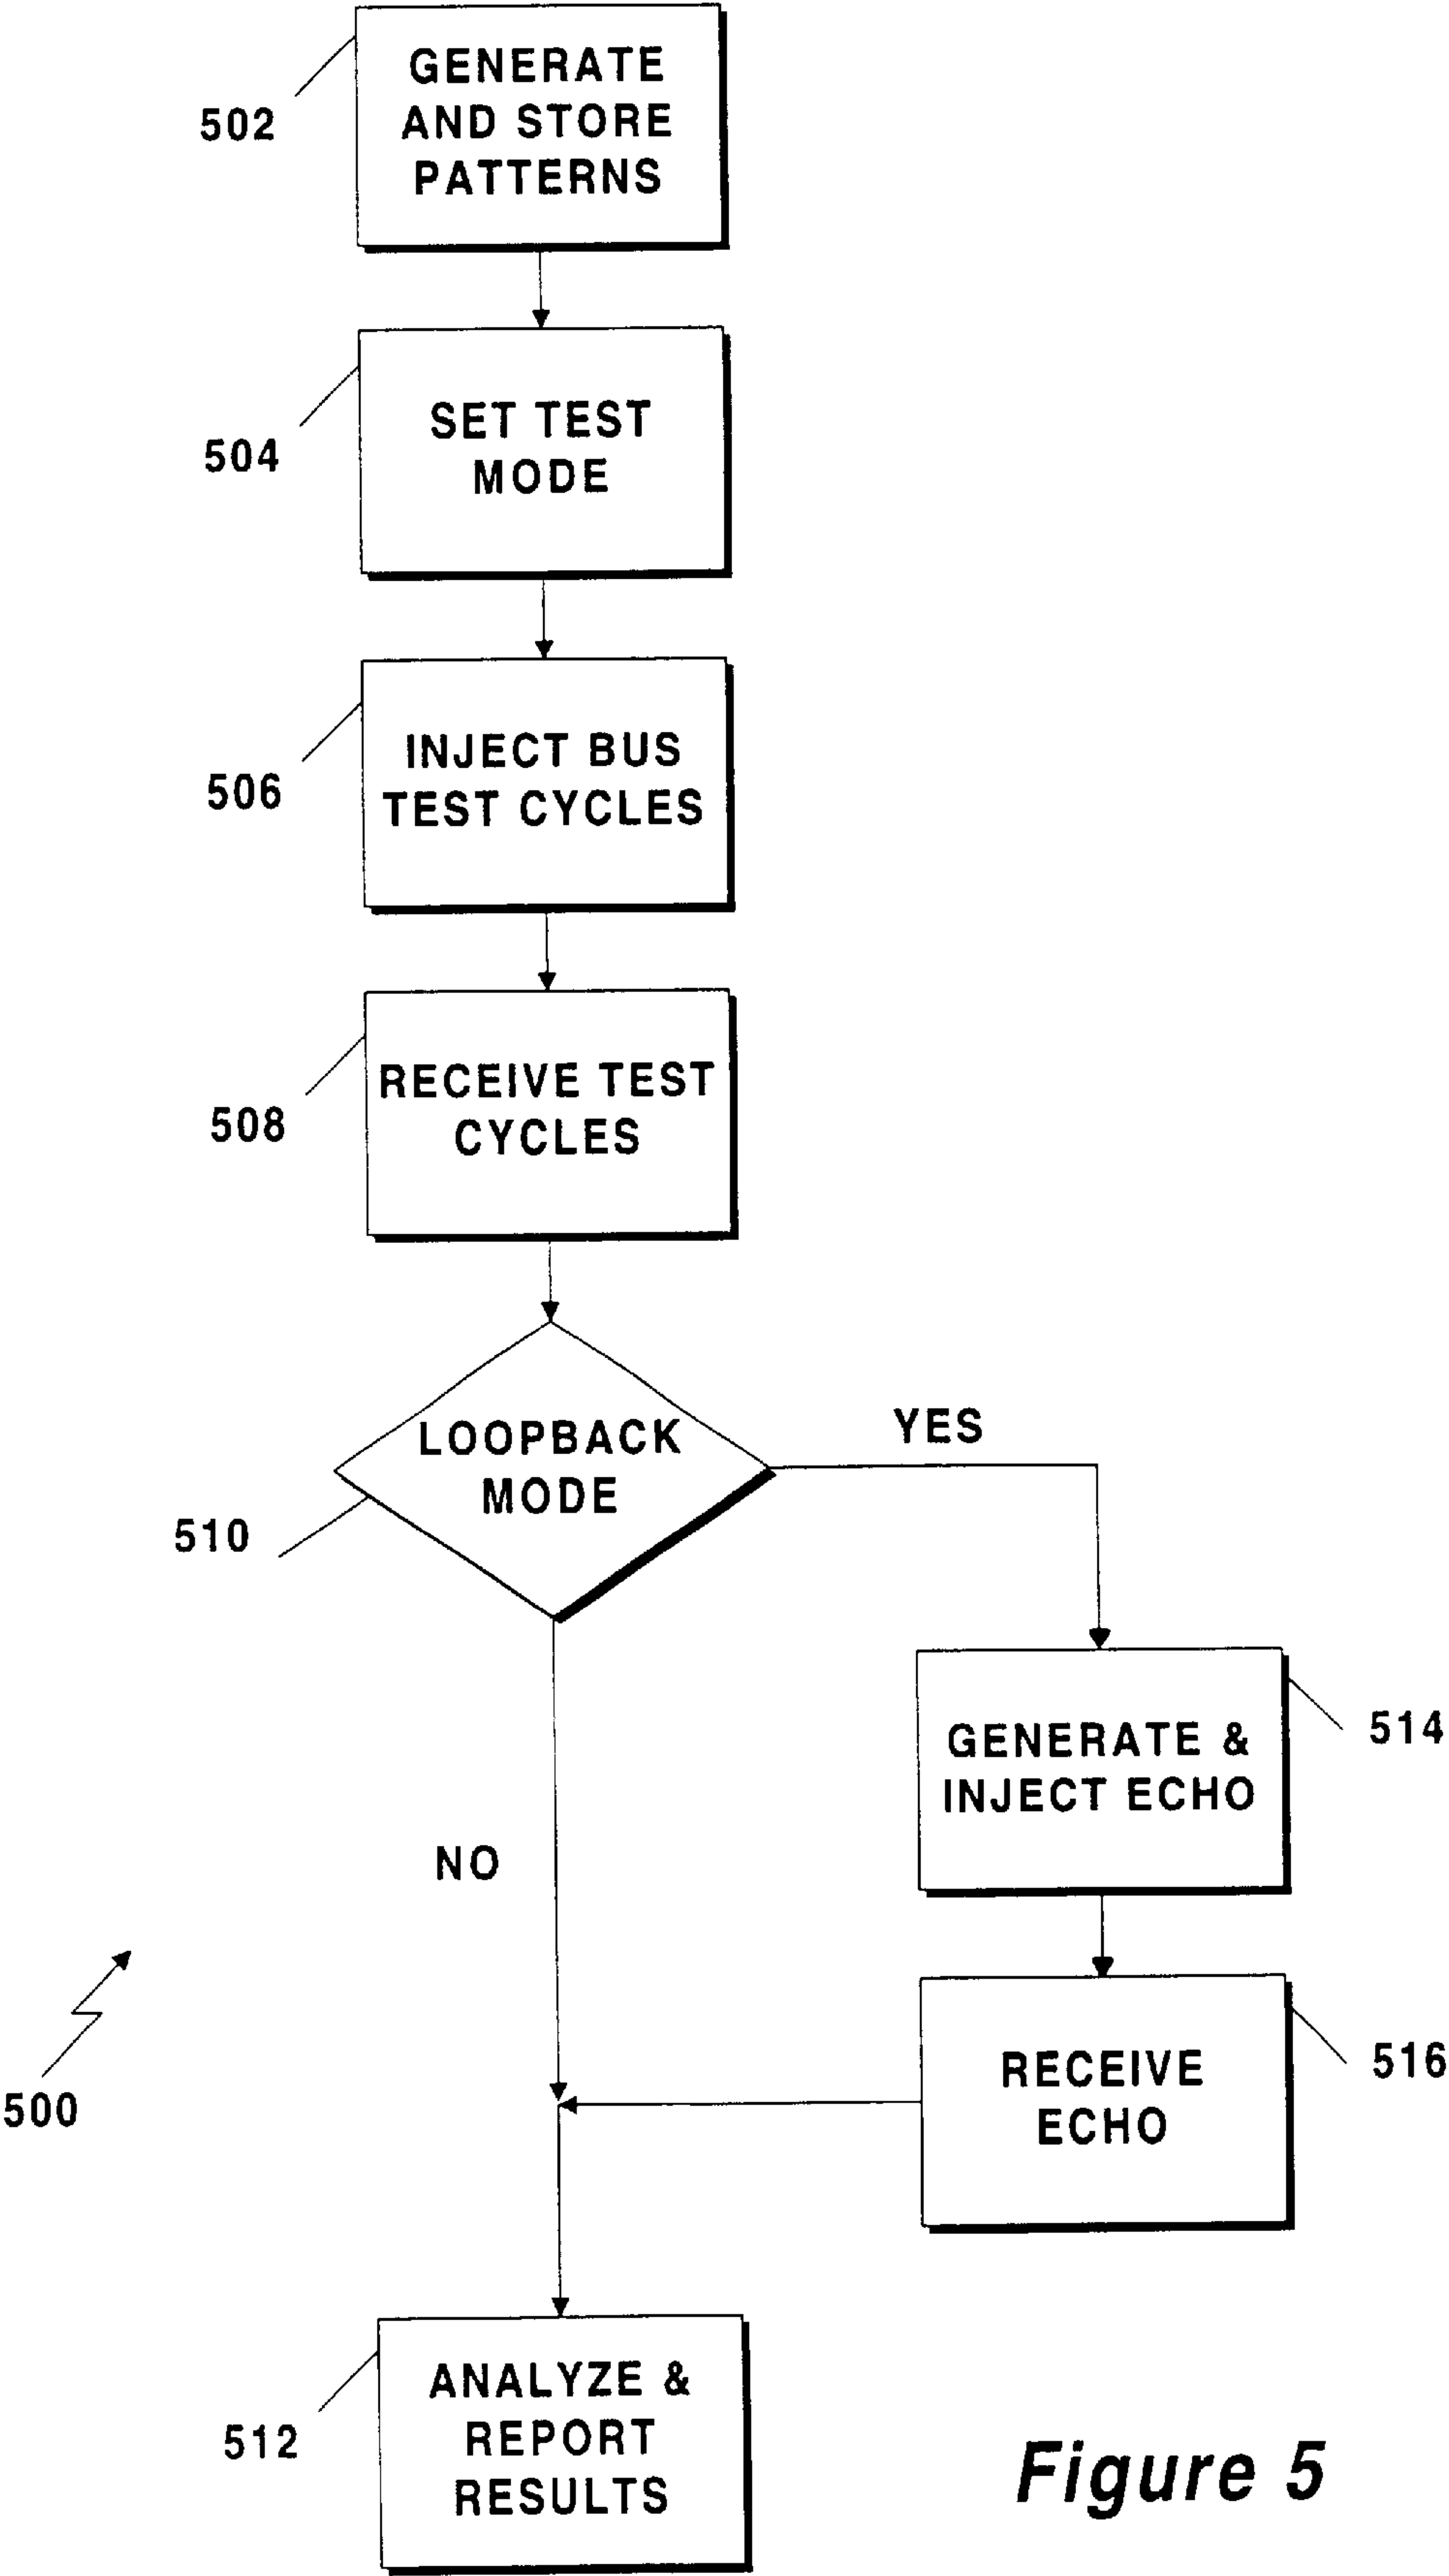 GENERATE
AND STORE
PATTERNS
502
SET TEST
MODE
504
INJECT BUS
TEST CYCLES
506
RECEIVE TEST
CYCLES
508
LOOPBACK
MODE
510
YES
GENERATE &
INJECT ECHO
514
NO
RECEIVE
ECHO
516
500
ANALYZE &
REPORT
RESULTS
512
Figure 5